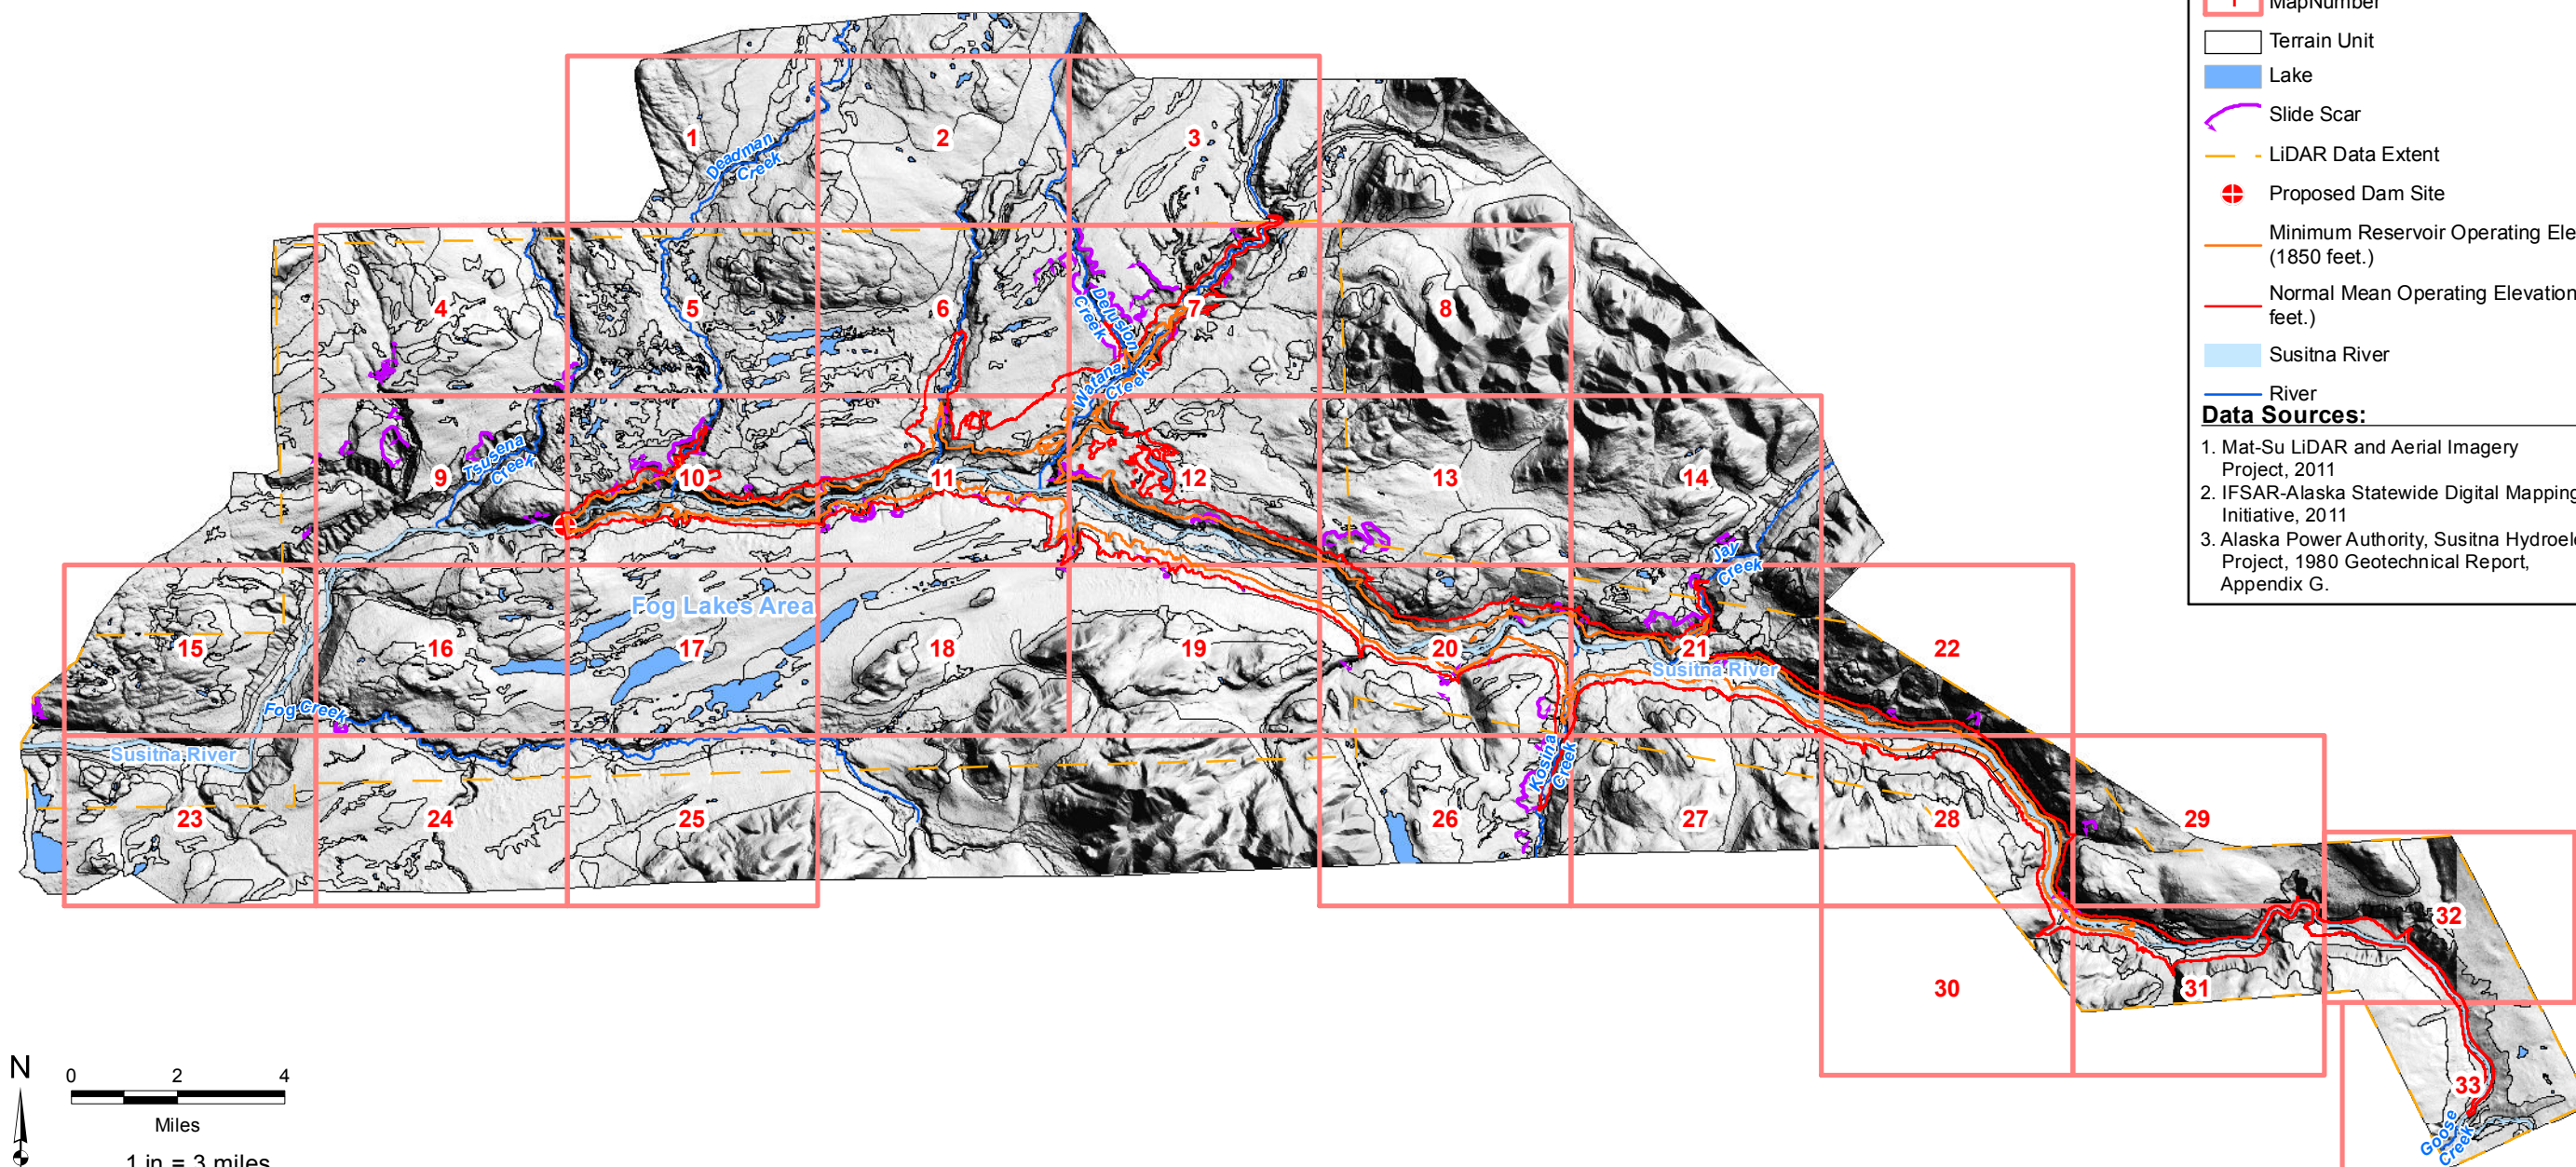 MapNumber
Terrain Unit
Lake
Slide Scar
LiDAR Data Extent
Proposed Dam Site
Minimum Reservoir Operating Ele
(1850 feet.)
Normal Mean Operating Elevation
feet.)
Susitna River
River
Data Sources:
1. Mat-Su LiDAR and Aerial Imagery
Project, 2011
2. IFSAR-Alaska Statewide Digital Mapping
Initiative, 2011
3. Alaska Power Authority, Susitna Hydroele
Project, 1980 Geotechnical Report,
Appendix G.
1
2
3
Deadman
Creek
4
5
6
7
8
Delusion
Creek
Watana
Creek
9
10
11
12
13
14
Tsusena
Creek
Jay
Creek
Fog Lakes Area
15
16
17
18
19
20
21
22
Susitna River
Fog Creek
Susitna River
Kosina
Creek
23
24
25
26
27
28
29
30
31
32
33
Goose
Creek
N
0 2 4
Miles
1 in = 3 miles